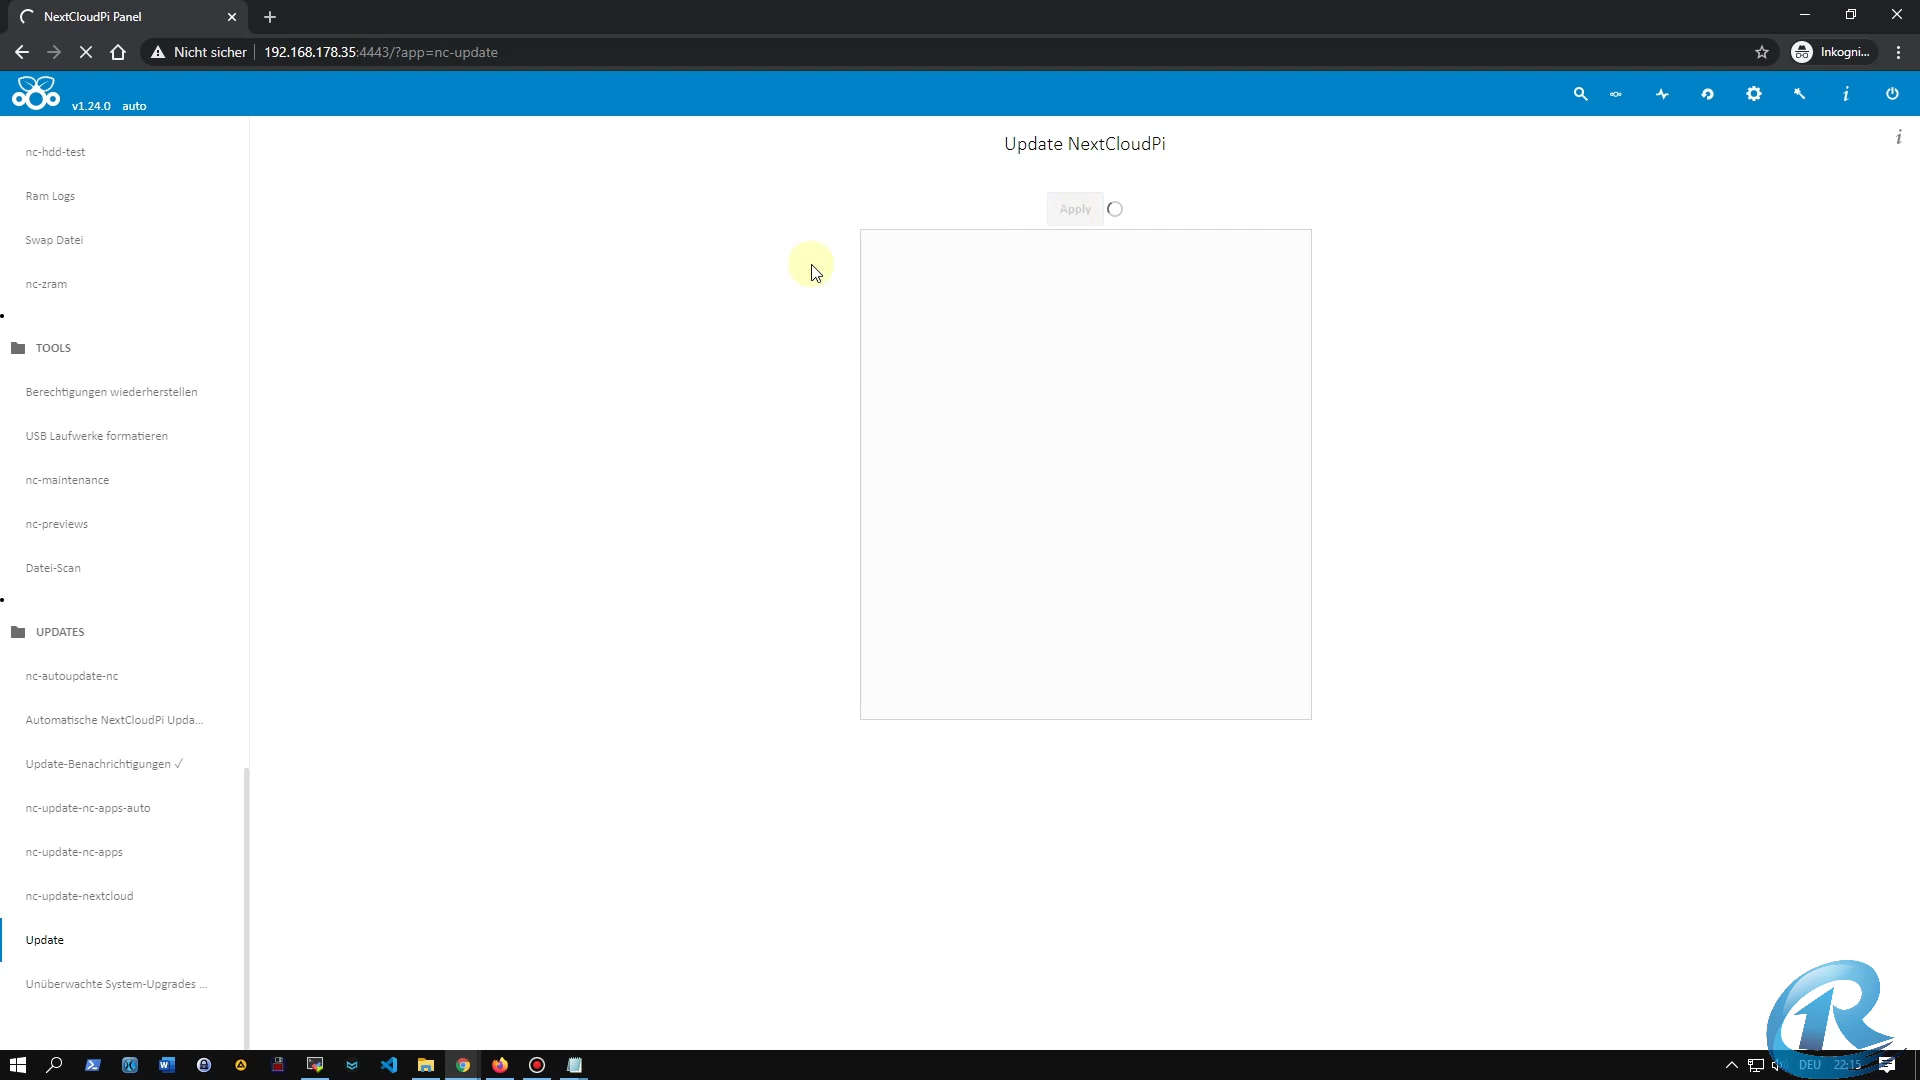 NextCloudPi Panel
Nicht sicher
192.168.178.35:4443/?app=nc-update
Inkogni...
v1.24.0 auto
nc-hdd-test
Ram Logs
Swap Datei
nc-zram
TOOLS
Berechtigungen wiederherstellen
USB Laufwerke formatieren
nc-maintenance
nc-previews
Datei-Scan
UPDATES
nc-autoupdate-nc
Automatische NextCloudPi Upda...
Update-Benachrichtigungen ✓
nc-update-nc-apps-auto
nc-update-nc-apps
nc-update-nextcloud
Update
Unüberwachte System-Upgrades ...
Update NextCloudPi
Apply
DEU
22:15